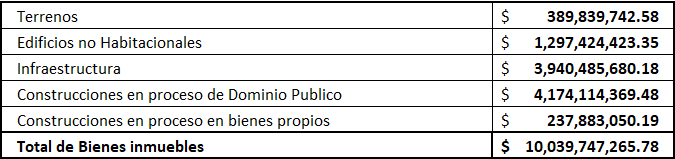 Terrenos $ 389,839,742.58
Edificios no Habitacionales $ 1,297,424,423.35
Infraestructura $ 3,940,485,680.18
Construcciones en proceso de Dominio Publico $ 4,174,114,369.48
Construcciones en proceso en bienes propios $ 237,883,050.19
Total de Bienes inmuebles $ 10,039,747,265.78